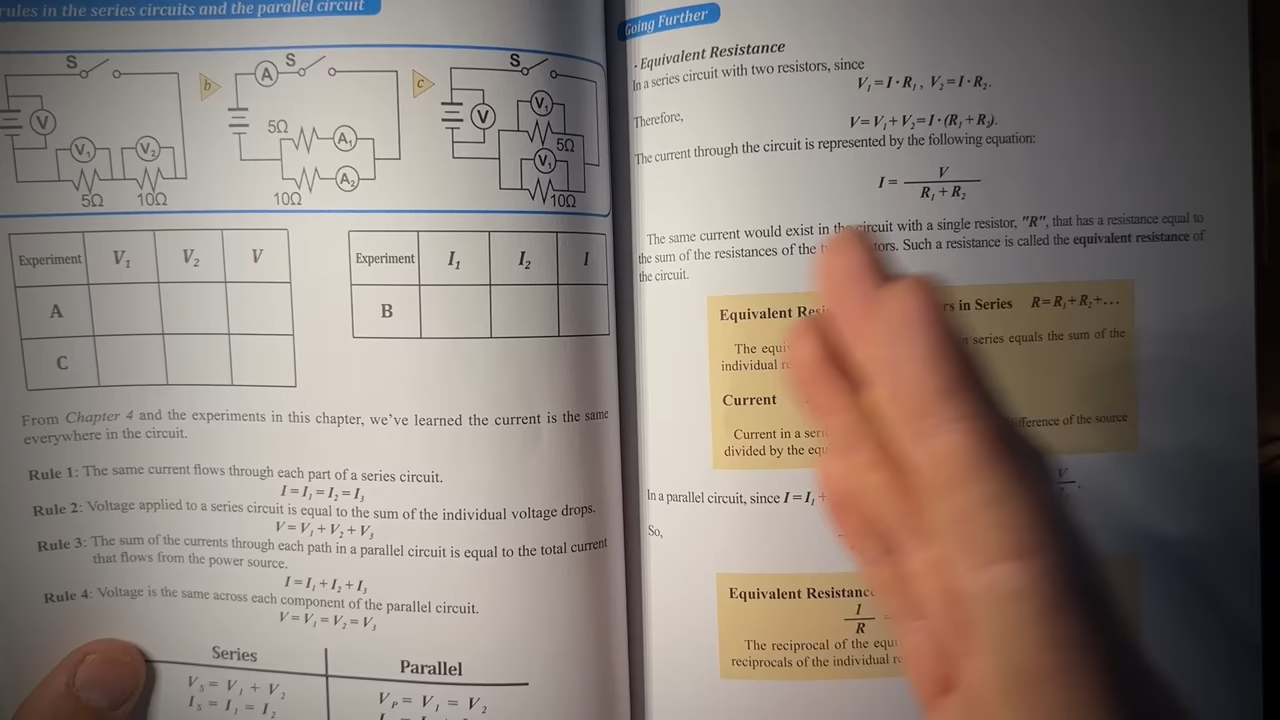 rules in the series circuits and the parallel circuit
S
V
V₁
V₂
5Ω
10Ω
b
A
S
5Ω
A₁
A₂
10Ω
c
S
V
V₁
5Ω
V₁
10Ω
Experiment V₁ V₂ V
A
C
Experiment I₁ I₂ I
B
From Chapter 4 and the experiments in this chapter, we've learned the current is the same
everywhere in the circuit.
Rule 1: The same current flows through each part of a series circuit.
I=I₁=I₂=I₃
Rule 2: Voltage applied to a series circuit is equal to the sum of the individual voltage drops.
V=V₁+V₂+V₃
Rule 3: The sum of the currents through each path in a parallel circuit is equal to the total current
that flows from the power source.
I=I₁+I₂+I₃
Rule 4: Voltage is the same across each component of the parallel circuit.
V=V₁=V₂=V₃
Series Parallel
Vₛ = V₁ + V₂ Vₚ = V₁ = V₂
Iₛ = I₁ = I₂
Going Further
- Equivalent Resistance
In a series circuit with two resistors, since
V₁=I·R₁, V₂=I·R₂.
Therefore,
V=V₁+V₂=I·(R₁+R₂).
The current through the circuit is represented by the following equation:
I = V / R₁+R₂
The same current would exist in the circuit with a single resistor, "R", that has a resistance equal to
the sum of the resistances of the Such a resistance is called the equivalent resistance of
the circuit.
Equivalent in Series R=R₁+R₂+...
The series equals the sum of the
individual
Current
Current in a of the source
divided by the
In a parallel circuit, since I=I₁+
So,
Equivalent
I / R =
The reciprocal of the
reciprocals of the individual